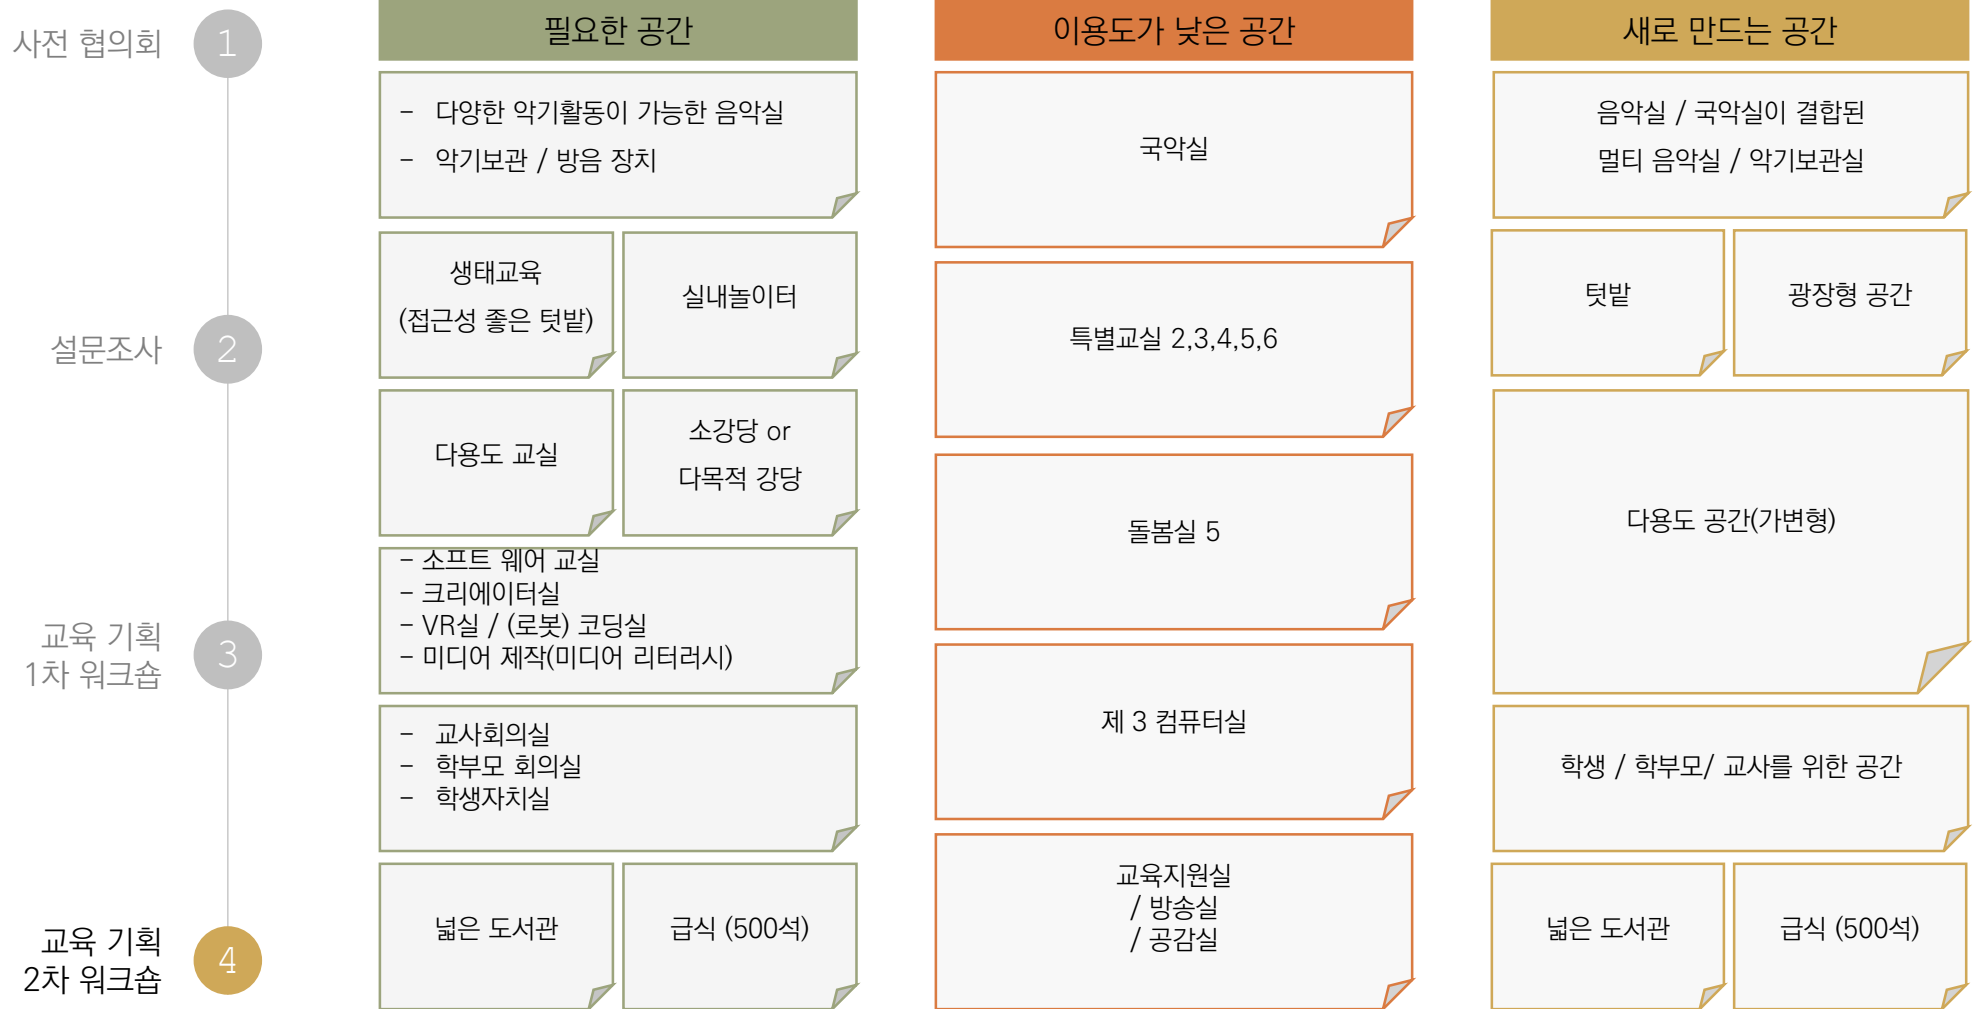 사전 협의회
1
설문조사
2
교육 기획
1차 워크숍
3
교육 기획
2차 워크숍
4
필요한 공간
- 다양한 악기활동이 가능한 음악실
- 악기보관 / 방음 장치
생태교육
(접근성 좋은 텃밭)
실내놀이터
다용도 교실
소강당 or
다목적 강당
- 소프트 웨어 교실
- 크리에이터실
- VR실 / (로봇) 코딩실
- 미디어 제작(미디어 리터러시)
- 교사회의실
- 학부모 회의실
- 학생자치실
넓은 도서관
급식 (500석)
이용도가 낮은 공간
국악실
특별교실 2,3,4,5,6
돌봄실 5
제 3 컴퓨터실
교육지원실
/ 방송실
/ 공감실
새로 만드는 공간
음악실 / 국악실이 결합된
멀티 음악실 / 악기보관실
텃밭
광장형 공간
다용도 공간(가변형)
학생 / 학부모/ 교사를 위한 공간
넓은 도서관
급식 (500석)